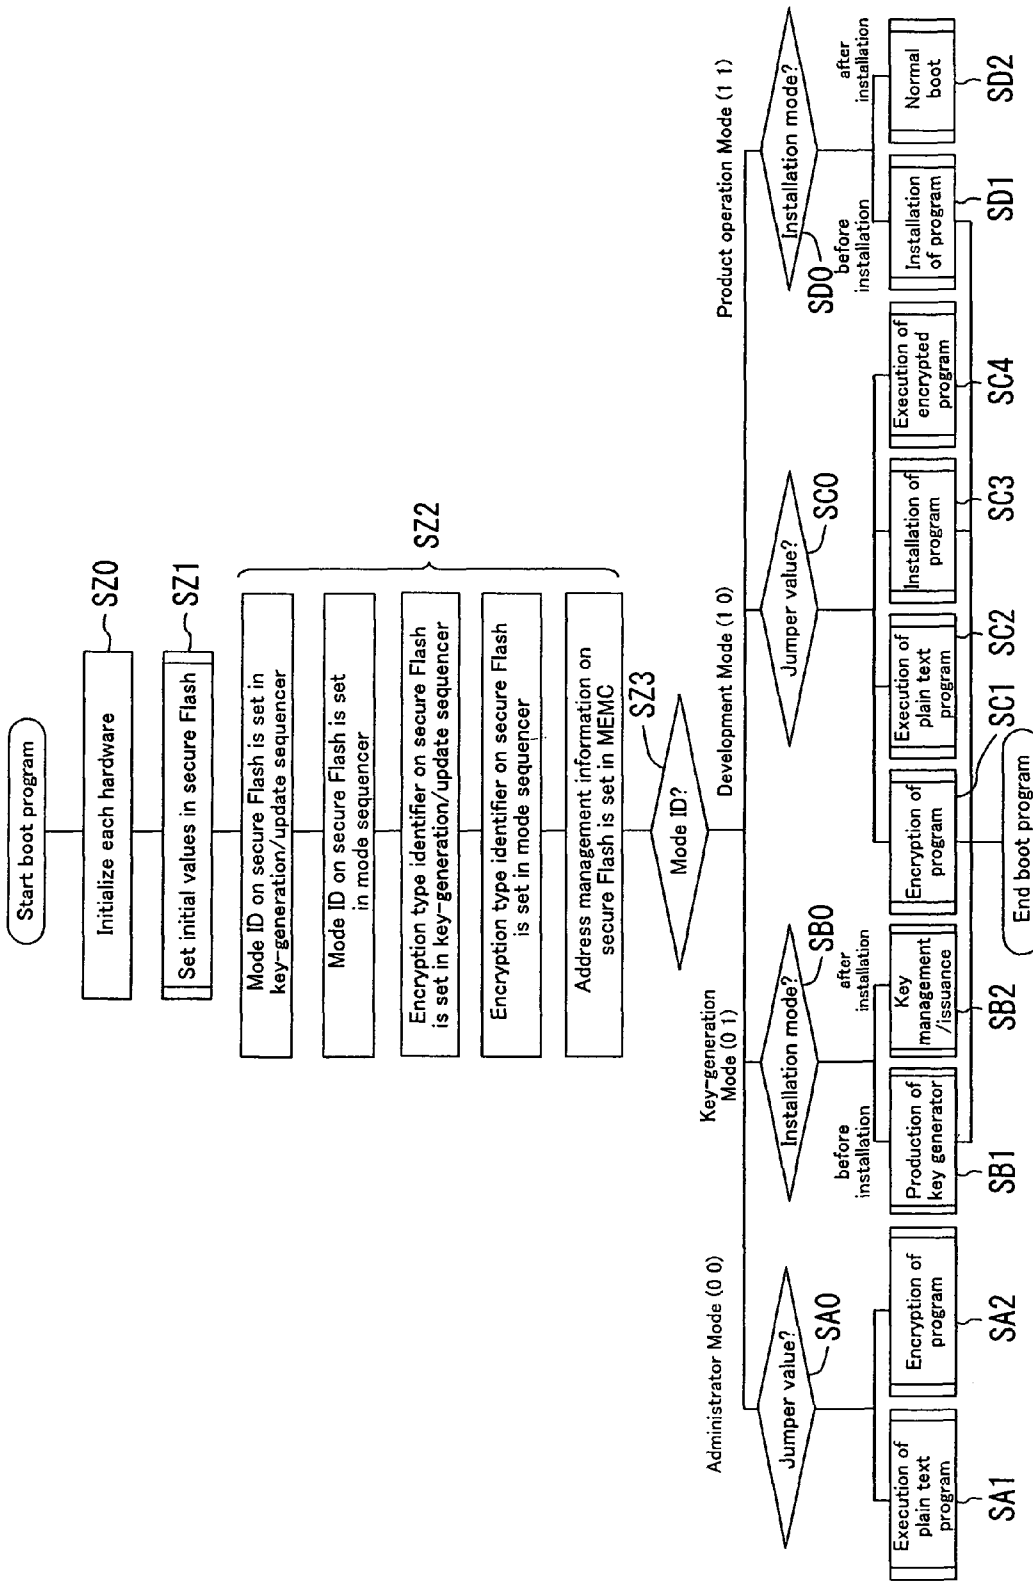 Start boot program
Initialize each hardware
SZ0
Set initial values in secure Flash
SZ1
Mode ID on secure Flash is set in
key-generation/update sequencer
Mode ID on secure Flash is set
in mode sequencer
Encryption type identifier on secure Flash
is set in key-generation/update sequencer
Encryption type identifier on secure Flash
is set in mode sequencer
Address management information on
secure Flash is set in MEMC
SZ2
Mode ID?
SZ3
Administrator Mode (0 0)
Key-generation
Mode (0 1)
Development Mode (1 0)
Product operation Mode (1 1)
Jumper value?
SA0
Installation mode?
SB0
Jumper value?
SC0
Installation mode?
SD0
before
installation
after
installation
before
installation
after
installation
Execution of
plain text
program
Encryption of
program
Production of
key generator
Key
management
/issuance
Encryption of
program
Execution of
plain text
program
Installation of
program
Execution of
encrypted
program
Installation
of program
Normal
boot
SA1
SA2
SB1
SB2
SC1
SC2
SC3
SC4
SD1
SD2
End boot program